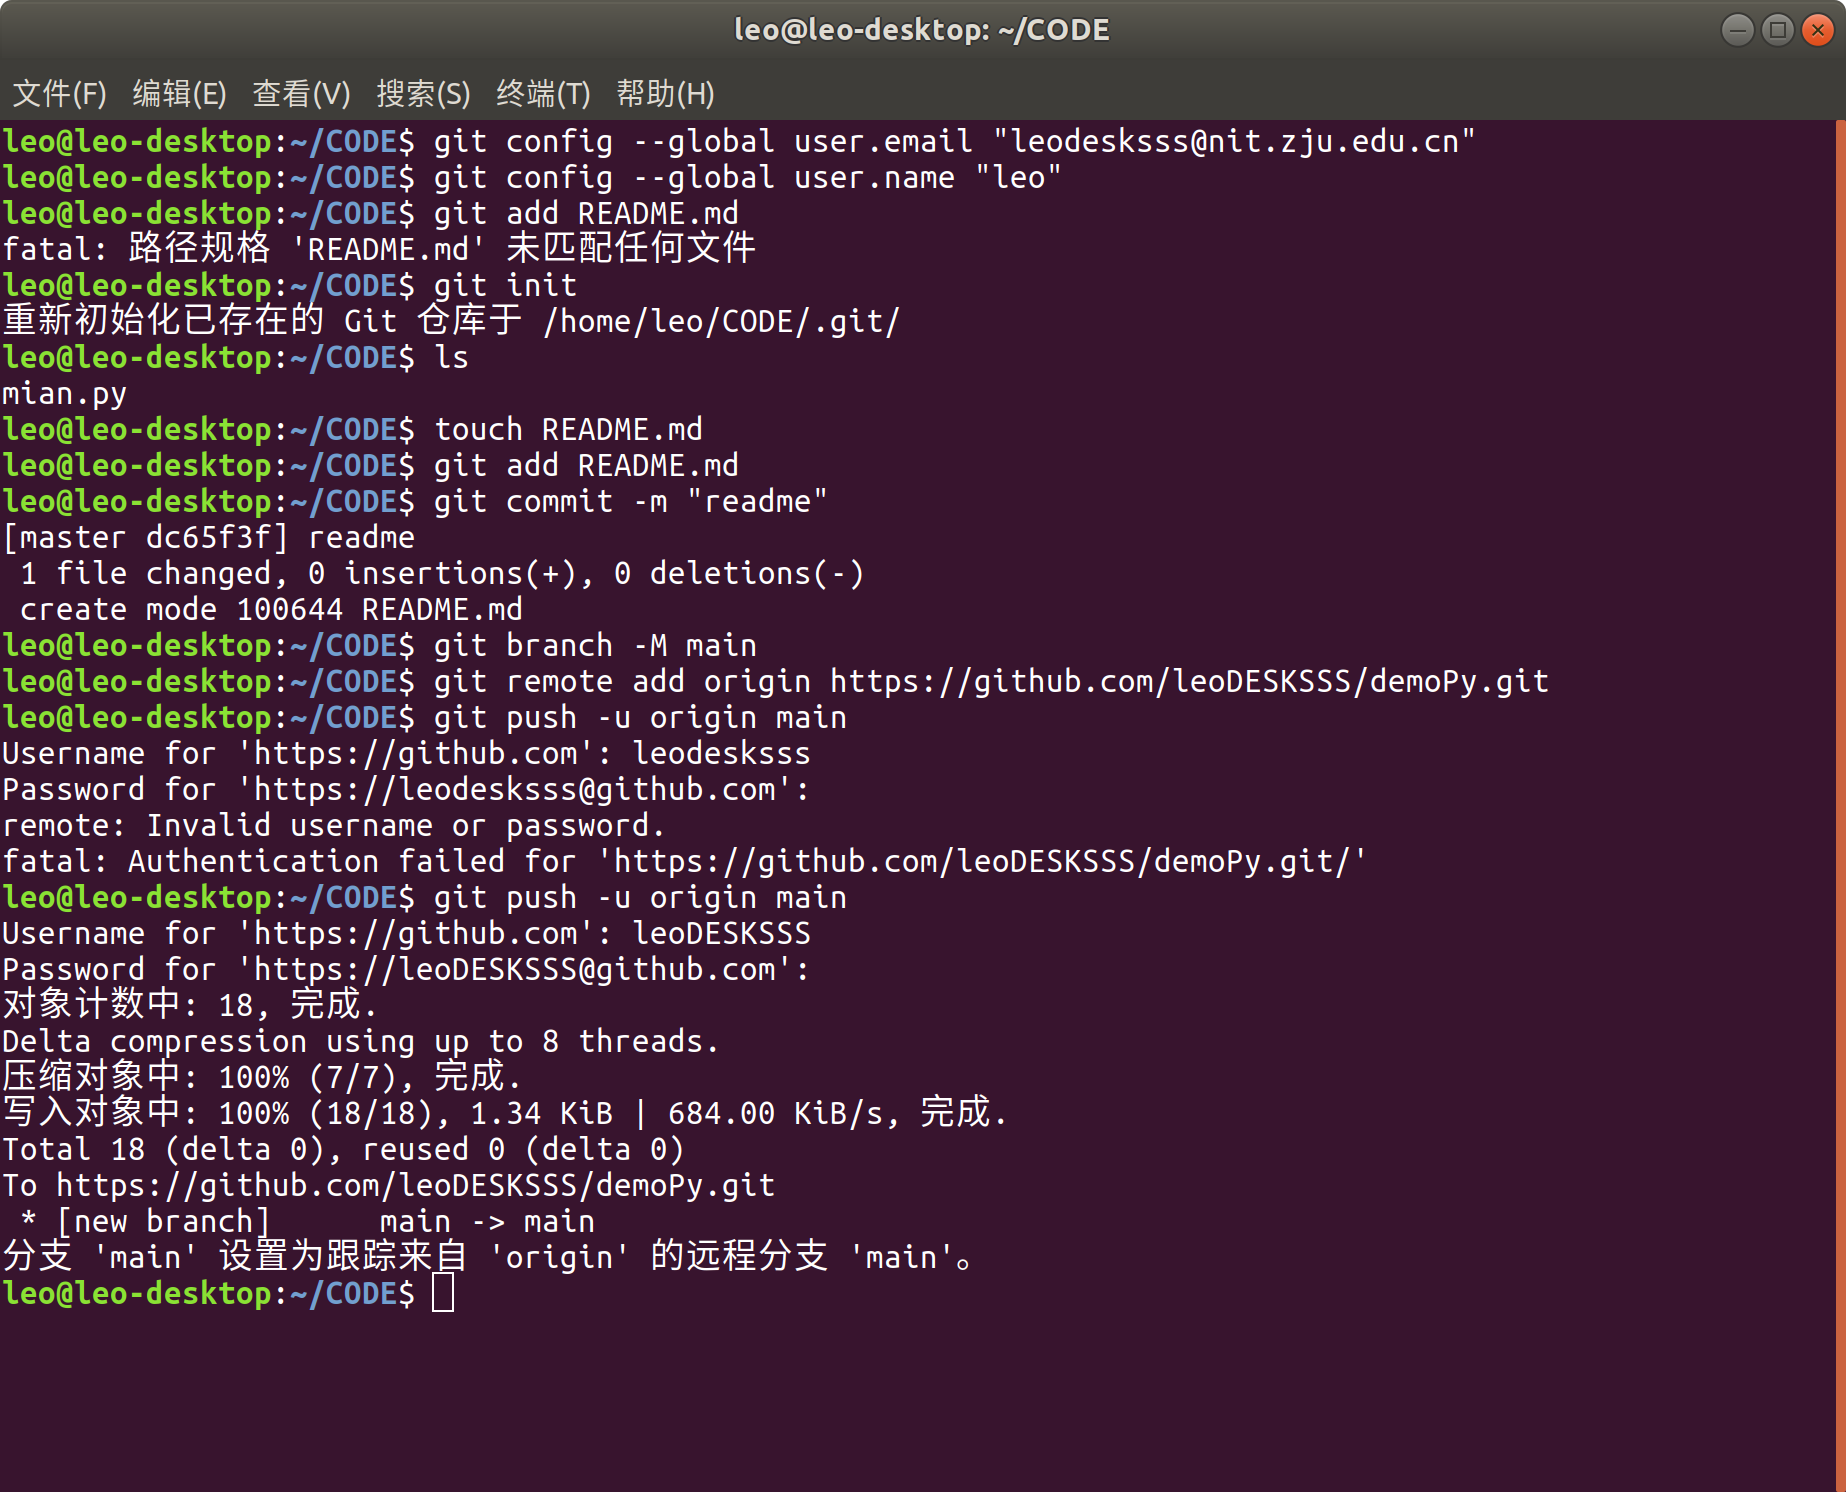 leo@leo-desktop: ~/CODE
文件(F) 编辑(E) 查看(V) 搜索(S) 终端(T) 帮助(H)
leo@leo-desktop:~/CODE$ git config --global user.email "leodesksss@nit.zju.edu.cn"
leo@leo-desktop:~/CODE$ git config --global user.name "leo"
leo@leo-desktop:~/CODE$ git add README.md
fatal: 路径规格 'README.md' 未匹配任何文件
leo@leo-desktop:~/CODE$ git init
重新初始化已存在的 Git 仓库于 /home/leo/CODE/.git/
leo@leo-desktop:~/CODE$ ls
mian.py
leo@leo-desktop:~/CODE$ touch README.md
leo@leo-desktop:~/CODE$ git add README.md
leo@leo-desktop:~/CODE$ git commit -m "readme"
[master dc65f3f] readme
 1 file changed, 0 insertions(+), 0 deletions(-)
 create mode 100644 README.md
leo@leo-desktop:~/CODE$ git branch -M main
leo@leo-desktop:~/CODE$ git remote add origin https://github.com/leoDESKSSS/demoPy.git
leo@leo-desktop:~/CODE$ git push -u origin main
Username for 'https://github.com': leodesksss
Password for 'https://leodesksss@github.com':
remote: Invalid username or password.
fatal: Authentication failed for 'https://github.com/leoDESKSSS/demoPy.git/'
leo@leo-desktop:~/CODE$ git push -u origin main
Username for 'https://github.com': leoDESKSSS
Password for 'https://leoDESKSSS@github.com':
对象计数中: 18, 完成.
Delta compression using up to 8 threads.
压缩对象中: 100% (7/7), 完成.
写入对象中: 100% (18/18), 1.34 KiB | 684.00 KiB/s, 完成.
Total 18 (delta 0), reused 0 (delta 0)
To https://github.com/leoDESKSSS/demoPy.git
 * [new branch]      main -> main
分支 'main' 设置为跟踪来自 'origin' 的远程分支 'main'。
leo@leo-desktop:~/CODE$